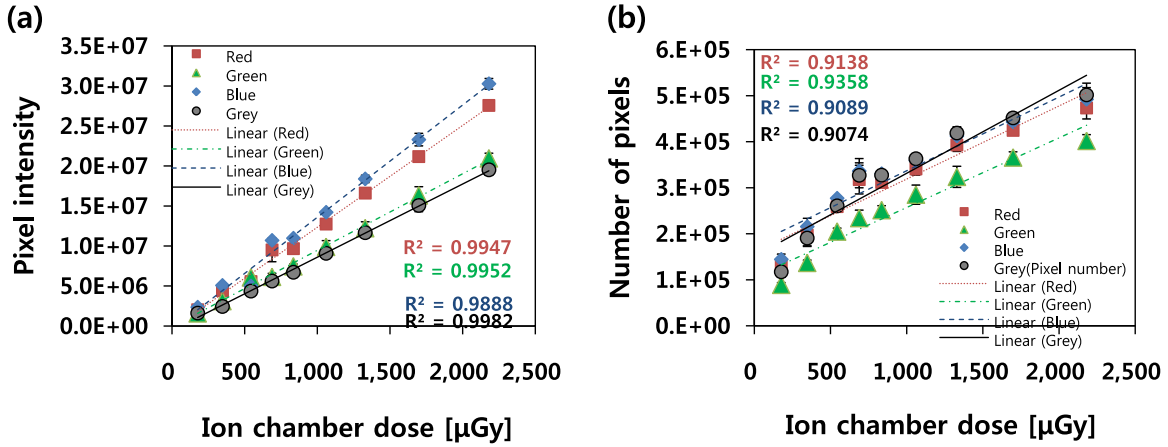 (a)
3.5E+07
3.0E+07
2.5E+07
2.0E+07
1.5E+07
1.0E+07
5.0E+06
0.0E+00
Pixel intensity
Red
Green
Blue
Grey
Linear (Red)
Linear (Green)
Linear (Blue)
Linear (Grey)
R² = 0.9947
R² = 0.9952
R² = 0.9888
R² = 0.9982
0 500 1,000 1,500 2,000 2,500
Ion chamber dose [µGy]
(b)
6.E+05
5.E+05
4.E+05
3.E+05
2.E+05
1.E+05
0.E+00
Number of pixels
R² = 0.9138
R² = 0.9358
R² = 0.9089
R² = 0.9074
Red
Green
Blue
Grey(Pixel number)
Linear (Red)
Linear (Green)
Linear (Blue)
Linear (Grey)
0 500 1,000 1,500 2,000 2,500
Ion chamber dose [µGy]